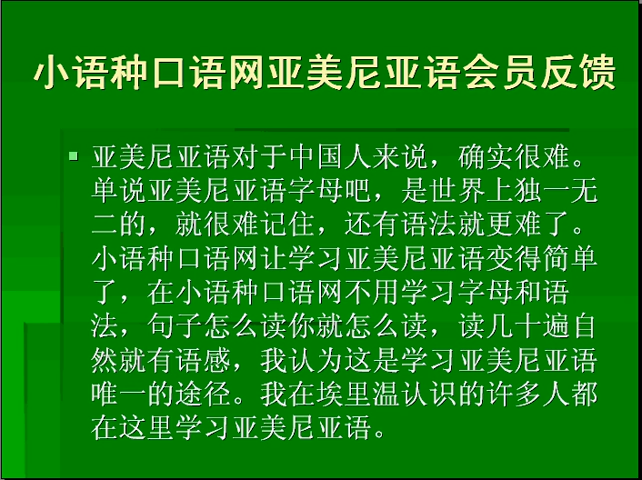 小语种口语网亚美尼亚语会员反馈
亚美尼亚语对于中国人来说，确实很难。
单说亚美尼亚语字母吧，是世界上独一无
二的，就很难记住，还有语法就更难了。
小语种口语网让学习亚美尼亚语变得简单
了，在小语种口语网不用学习字母和语
法，句子怎么读你就怎么读，读几十遍自
然就有语感，我认为这是学习亚美尼亚语
唯一的途径。我在埃里温认识的许多人都
在这里学习亚美尼亚语。